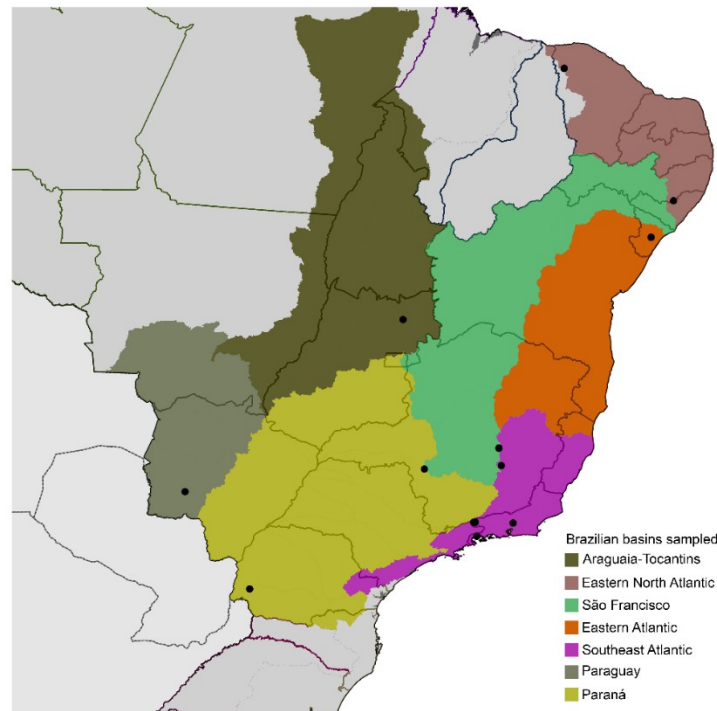 Brazilian basins sampled
Araguaia-Tocantins
Eastern North Atlantic
São Francisco
Eastern Atlantic
Southeast Atlantic
Paraguay
Paraná